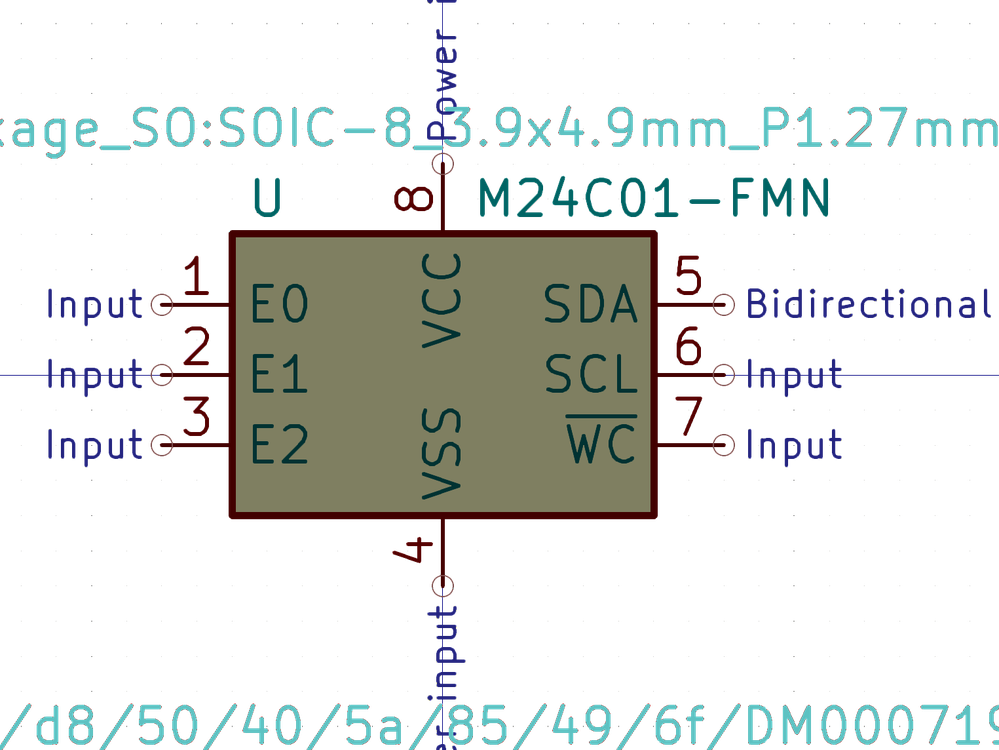 Power
kage_SO:SOIC-8_3.9x4.9mm_P1.27mm
U 8 M24C01-FMN
1 VCC 5
Input E0 SDA Bidirectional
2 6
Input E1 SCL Input
3 VSS 7
Input E2 WC Input
4
input
/d8/50/40/5a/85/49/6f/DM000719